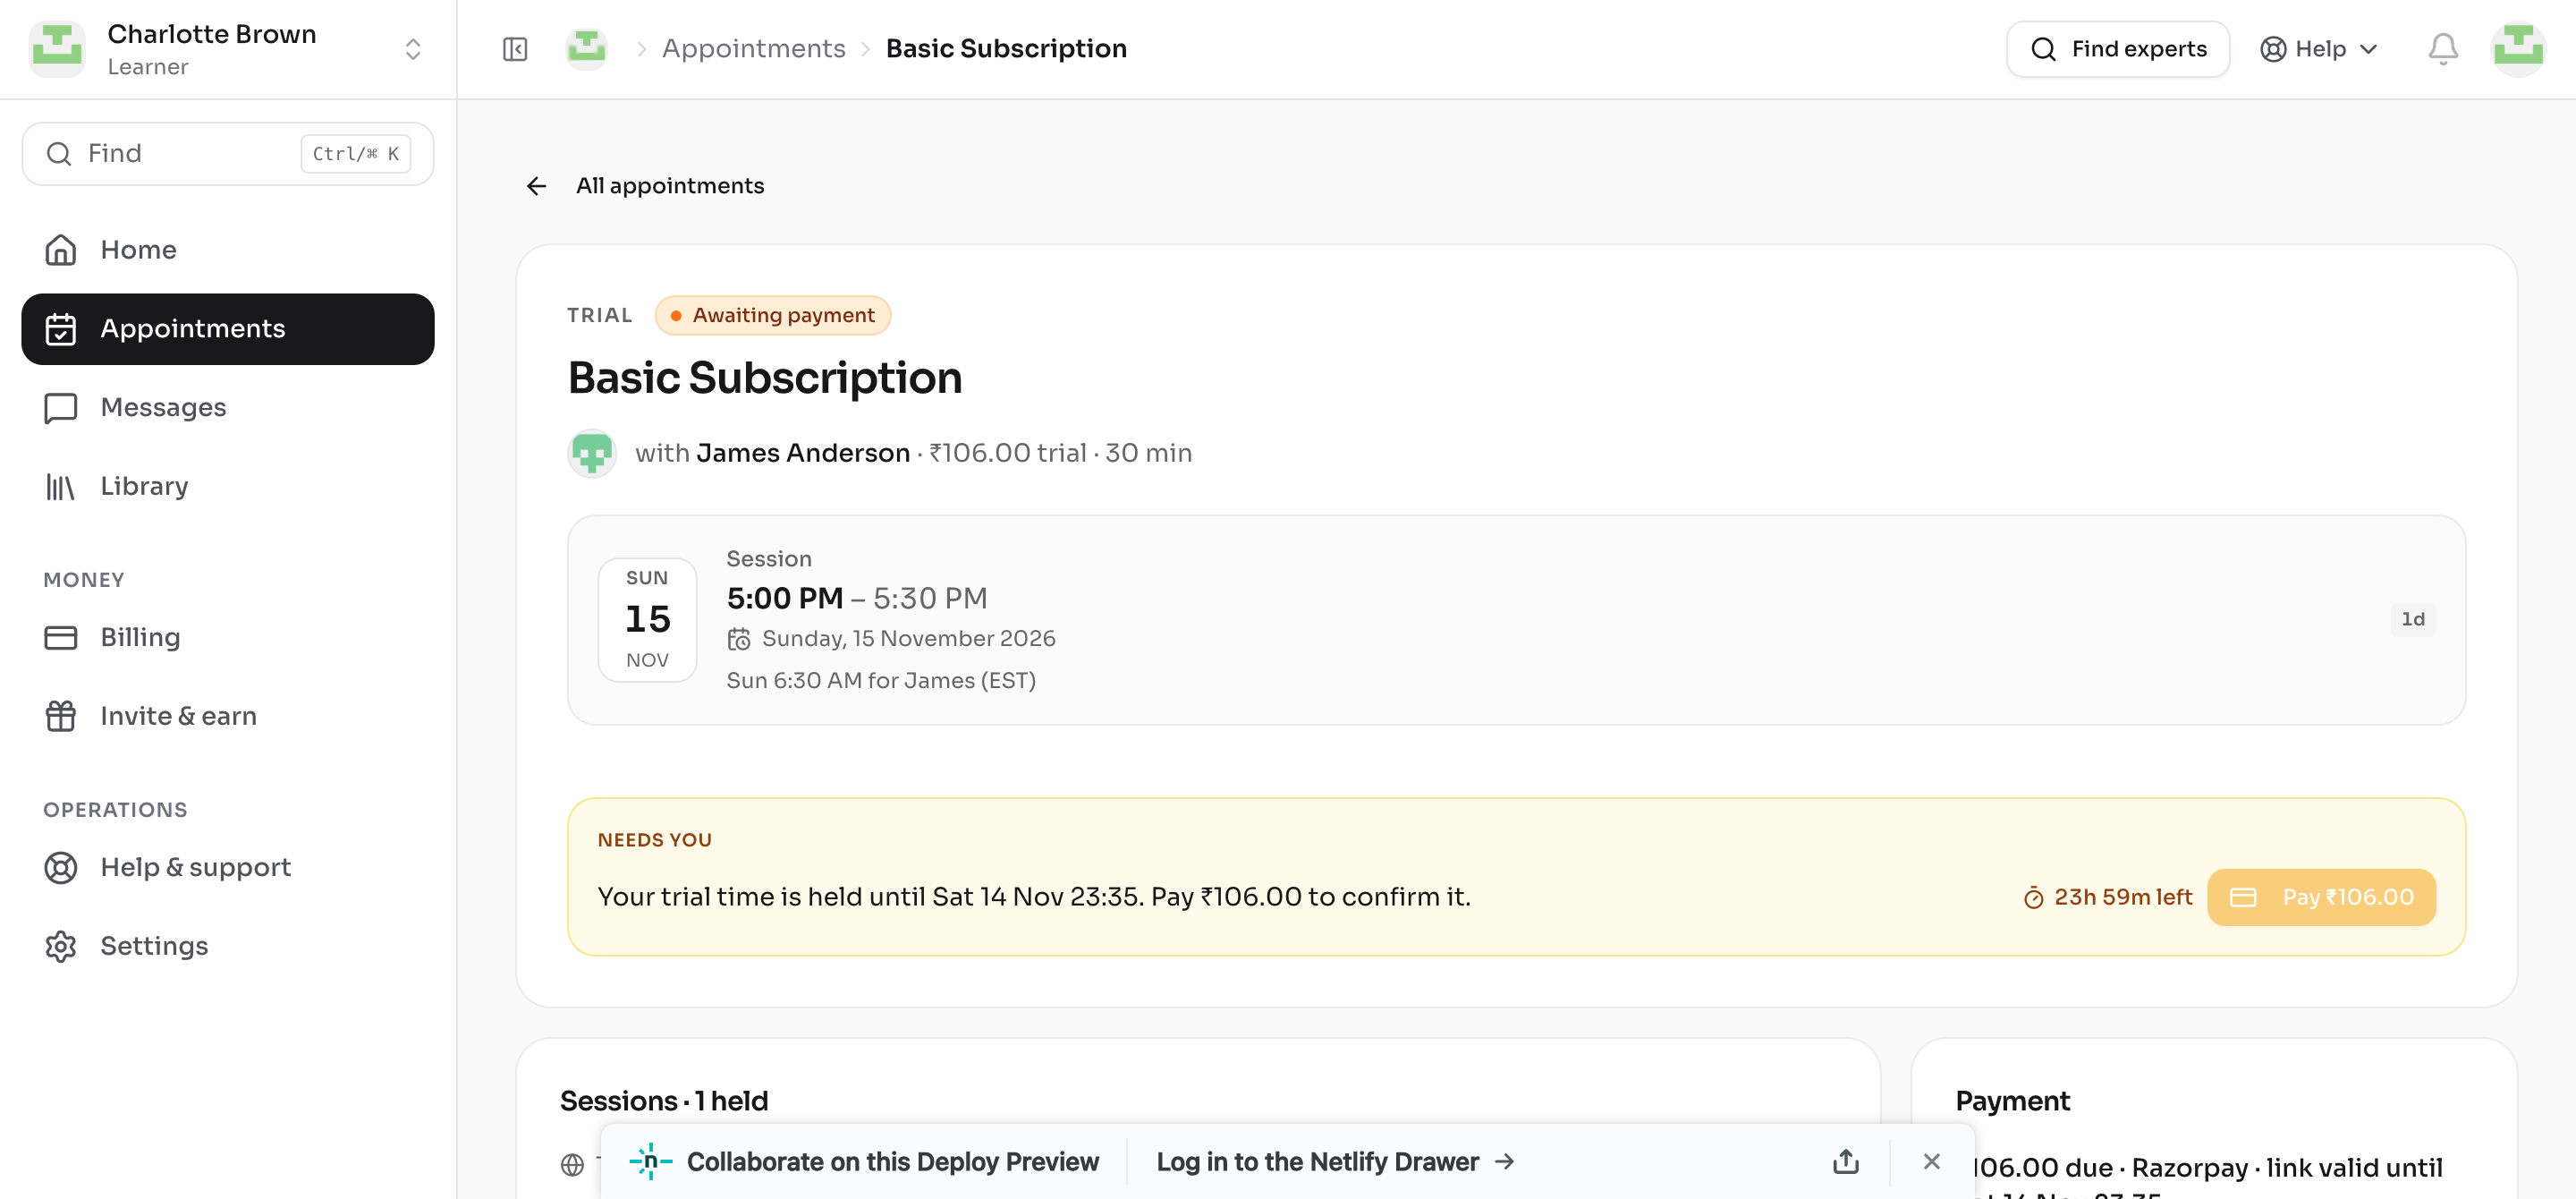 Charlotte Brown
Learner
Appointments
Basic Subscription
Find experts
Help
Find
Ctrl/⌘ K
Home
Appointments
Messages
Library
MONEY
Billing
Invite & earn
OPERATIONS
Help & support
Settings
All appointments
TRIAL
Awaiting payment
Basic Subscription
with James Anderson · ₹106.00 trial · 30 min
SUN
15
NOV
Session
5:00 PM – 5:30 PM
Sunday, 15 November 2026
Sun 6:30 AM for James (EST)
1d
NEEDS YOU
Your trial time is held until Sat 14 Nov 23:35. Pay ₹106.00 to confirm it.
23h 59m left
Pay ₹106.00
Sessions · 1 held
Payment
106.00 due · Razorpay · link valid until
Collaborate on this Deploy Preview
Log in to the Netlify Drawer →